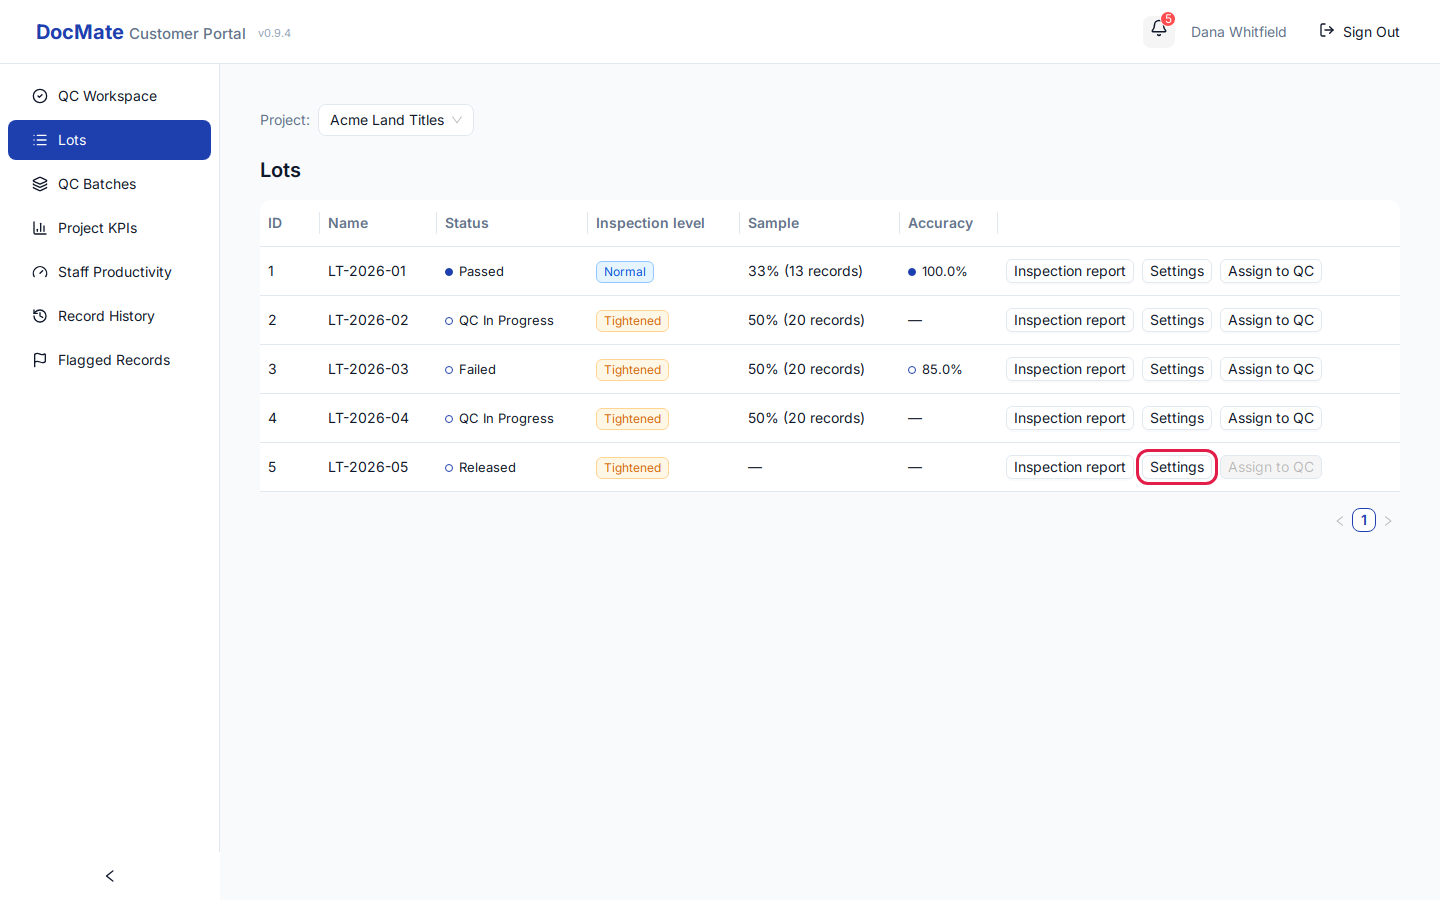 DocMate Customer Portal v0.9.4
5
Dana Whitfield
Sign Out
QC Workspace
Lots
QC Batches
Project KPIs
Staff Productivity
Record History
Flagged Records
Project: Acme Land Titles
Lots
ID Name Status Inspection level Sample Accuracy
1 LT-2026-01 Passed Normal 33% (13 records) 100.0% Inspection report Settings Assign to QC
2 LT-2026-02 QC In Progress Tightened 50% (20 records) — Inspection report Settings Assign to QC
3 LT-2026-03 Failed Tightened 50% (20 records) 85.0% Inspection report Settings Assign to QC
4 LT-2026-04 QC In Progress Tightened 50% (20 records) — Inspection report Settings Assign to QC
5 LT-2026-05 Released Tightened — — Inspection report Settings Assign to QC
1